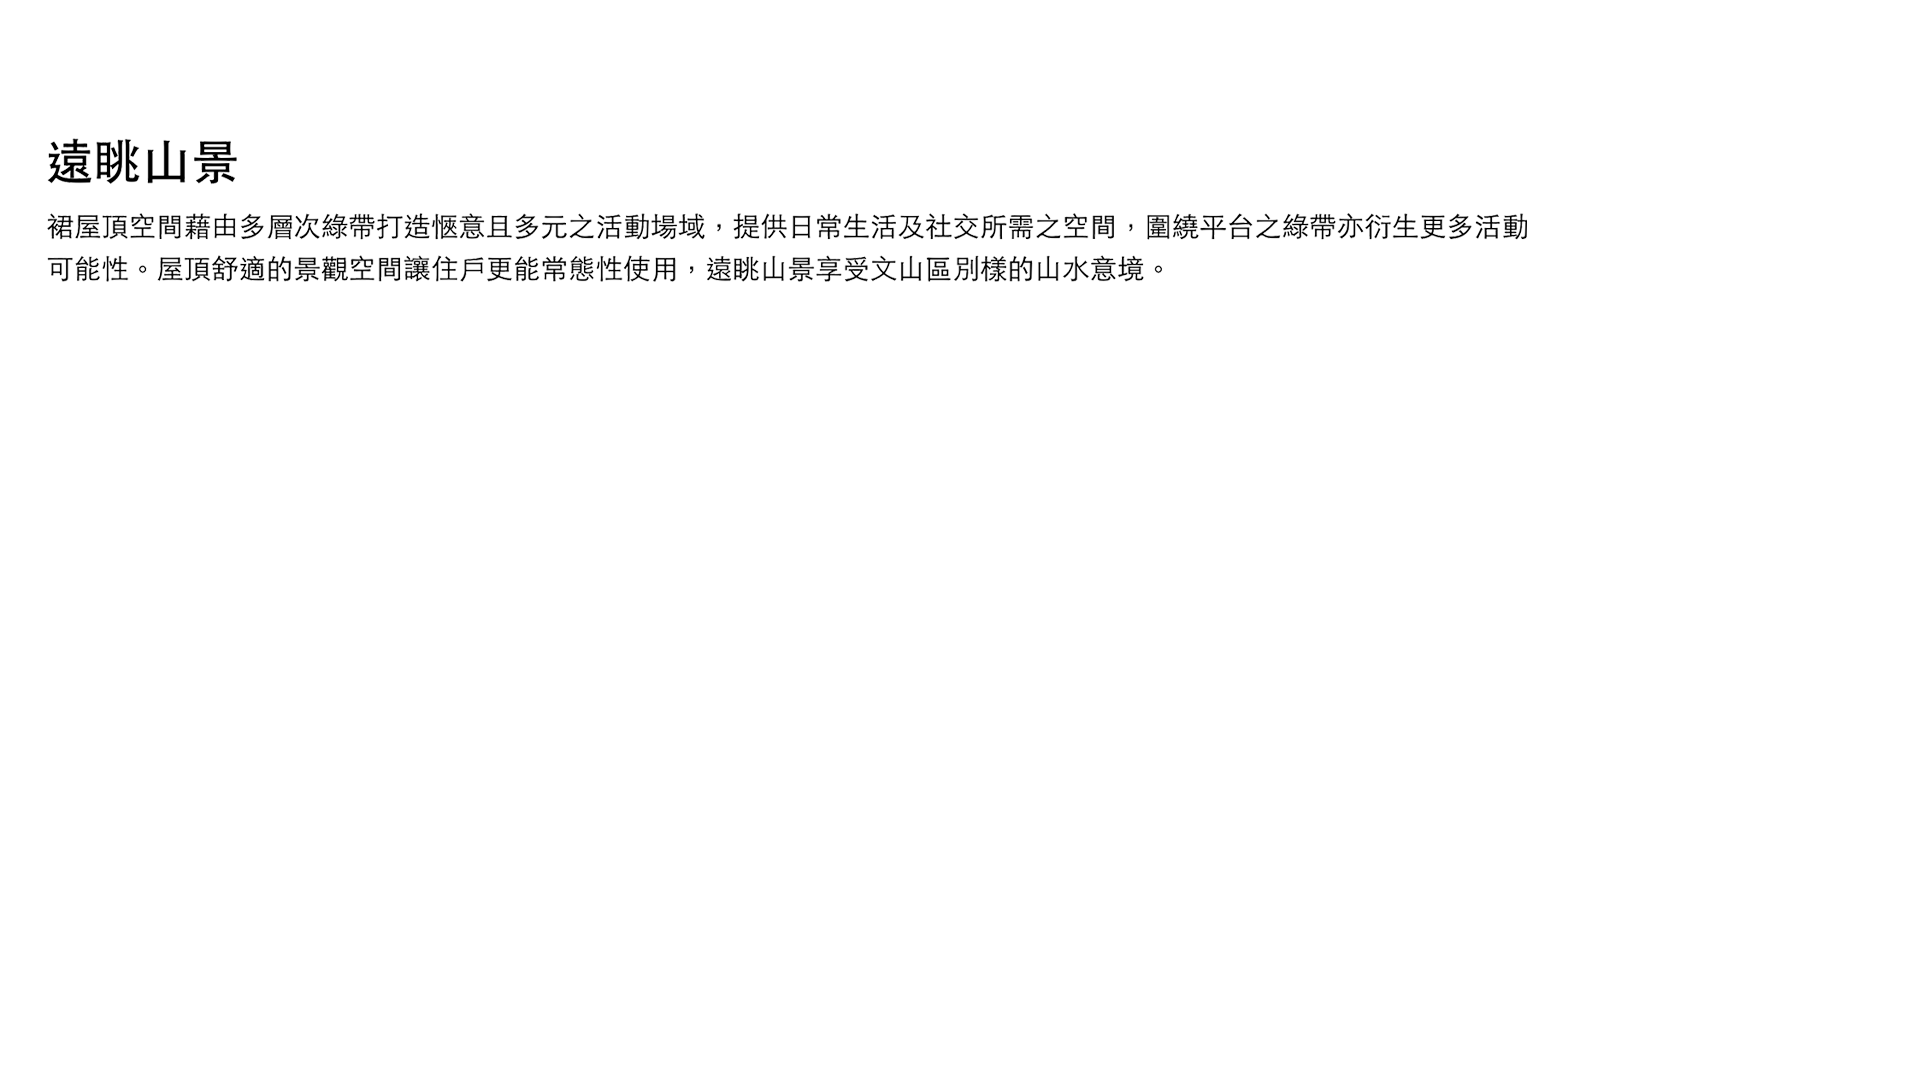 遠眺山景
裙屋頂空間藉由多層次綠帶打造愜意且多元之活動場域，提供日常生活及社交所需之空間，圍繞平台之綠帶亦衍生更多活動
可能性。屋頂舒適的景觀空間讓住戶更能常態性使用，遠眺山景享受文山區別樣的山水意境。